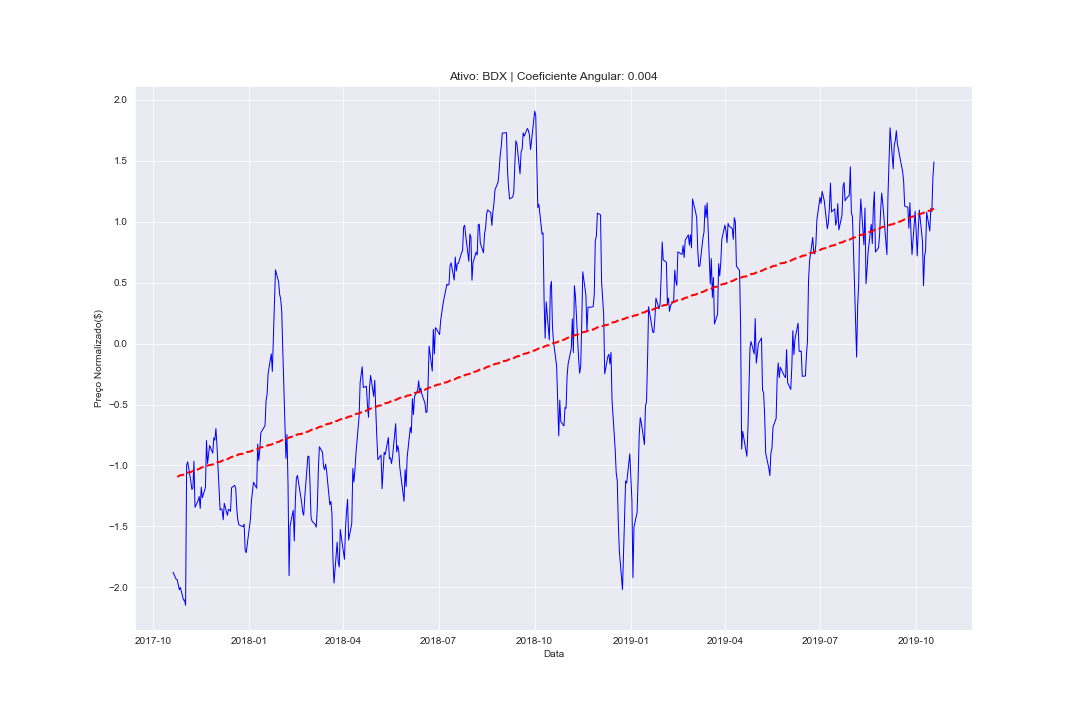 Ativo: BDX | Coeficiente Angular: 0.004
2.0
1.5
1.0
0.5
0.0
−0.5
−1.0
−1.5
−2.0
Preço Normalizado($)
2017-10 2018-01 2018-04 2018-07 2018-10 2019-01 2019-04 2019-07 2019-10
Data